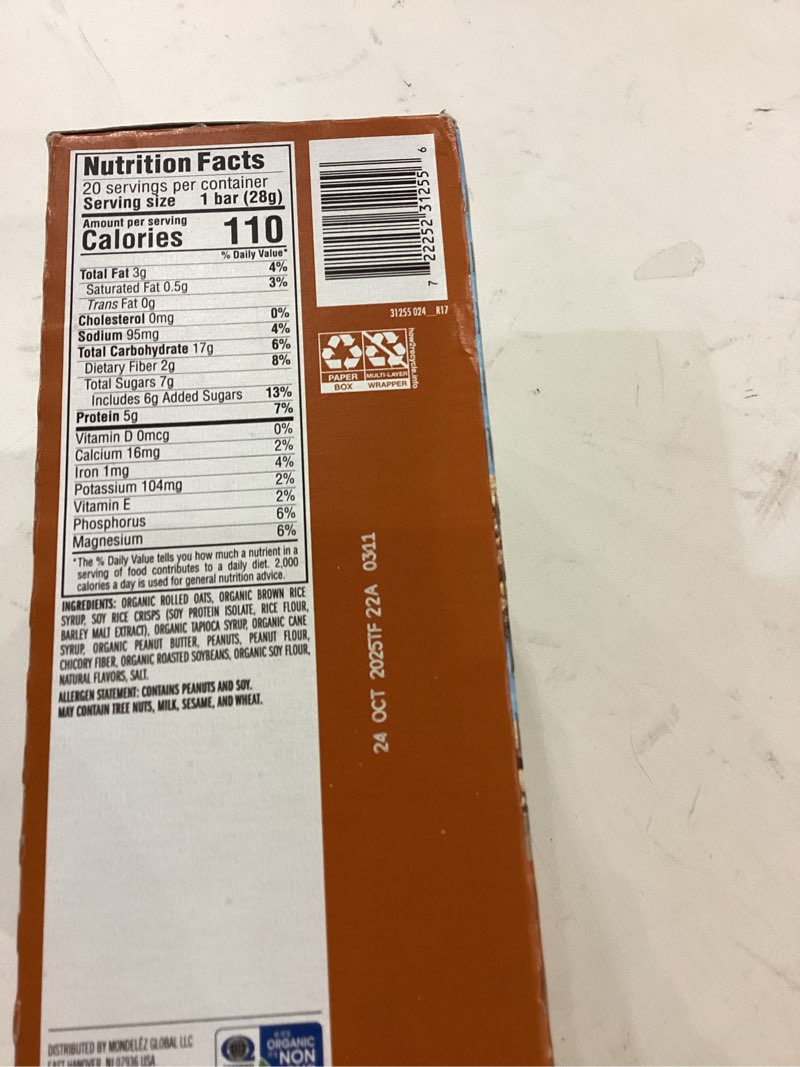 Nutrition Facts
20 servings per container
Serving size 1 bar (28g)
Amount per serving
Calories 110
% Daily Value*
Total Fat 3g 4%
Saturated Fat 0.5g 3%
Trans Fat 0g
Cholesterol 0mg 0%
Sodium 95mg 4%
Total Carbohydrate 17g 6%
Dietary Fiber 2g 8%
Total Sugars 7g
Includes 6g Added Sugars 13%
Protein 5g 7%
Vitamin D 0mcg 0%
Calcium 16mg 2%
Iron 1mg 4%
Potassium 104mg 2%
Vitamin E 2%
Phosphorus 6%
Magnesium 6%
*The % Daily Value tells you how much a nutrient in a
serving of food contributes to a daily diet. 2,000
calories a day is used for general nutrition advice.
INGREDIENTS: ORGANIC ROLLED OATS, ORGANIC BROWN RICE
SYRUP, SOY RICE CRISPS (SOY PROTEIN ISOLATE, RICE FLOUR,
BARLEY MALT EXTRACT), ORGANIC TAPIOCA SYRUP, ORGANIC CANE
SYRUP, ORGANIC PEANUT BUTTER, PEANUTS, PEANUT FLOUR,
CHICORY FIBER, ORGANIC ROASTED SOYBEANS, ORGANIC SOY FLOUR,
NATURAL FLAVORS, SALT.
ALLERGEN STATEMENT: CONTAINS PEANUTS AND SOY.
MAY CONTAIN TREE NUTS, MILK, SESAME, AND WHEAT.
DISTRIBUTED BY MONDELĒZ GLOBAL LLC
EAST HANOVER, NJ 07936 USA
7 22252 31255 6
31255 024_R17
PAPER
BOX
MULTI-LAYER
WRAPPER
how2recycle.info
24 OCT 2025TF 22A 0311
ORGANIC
NON